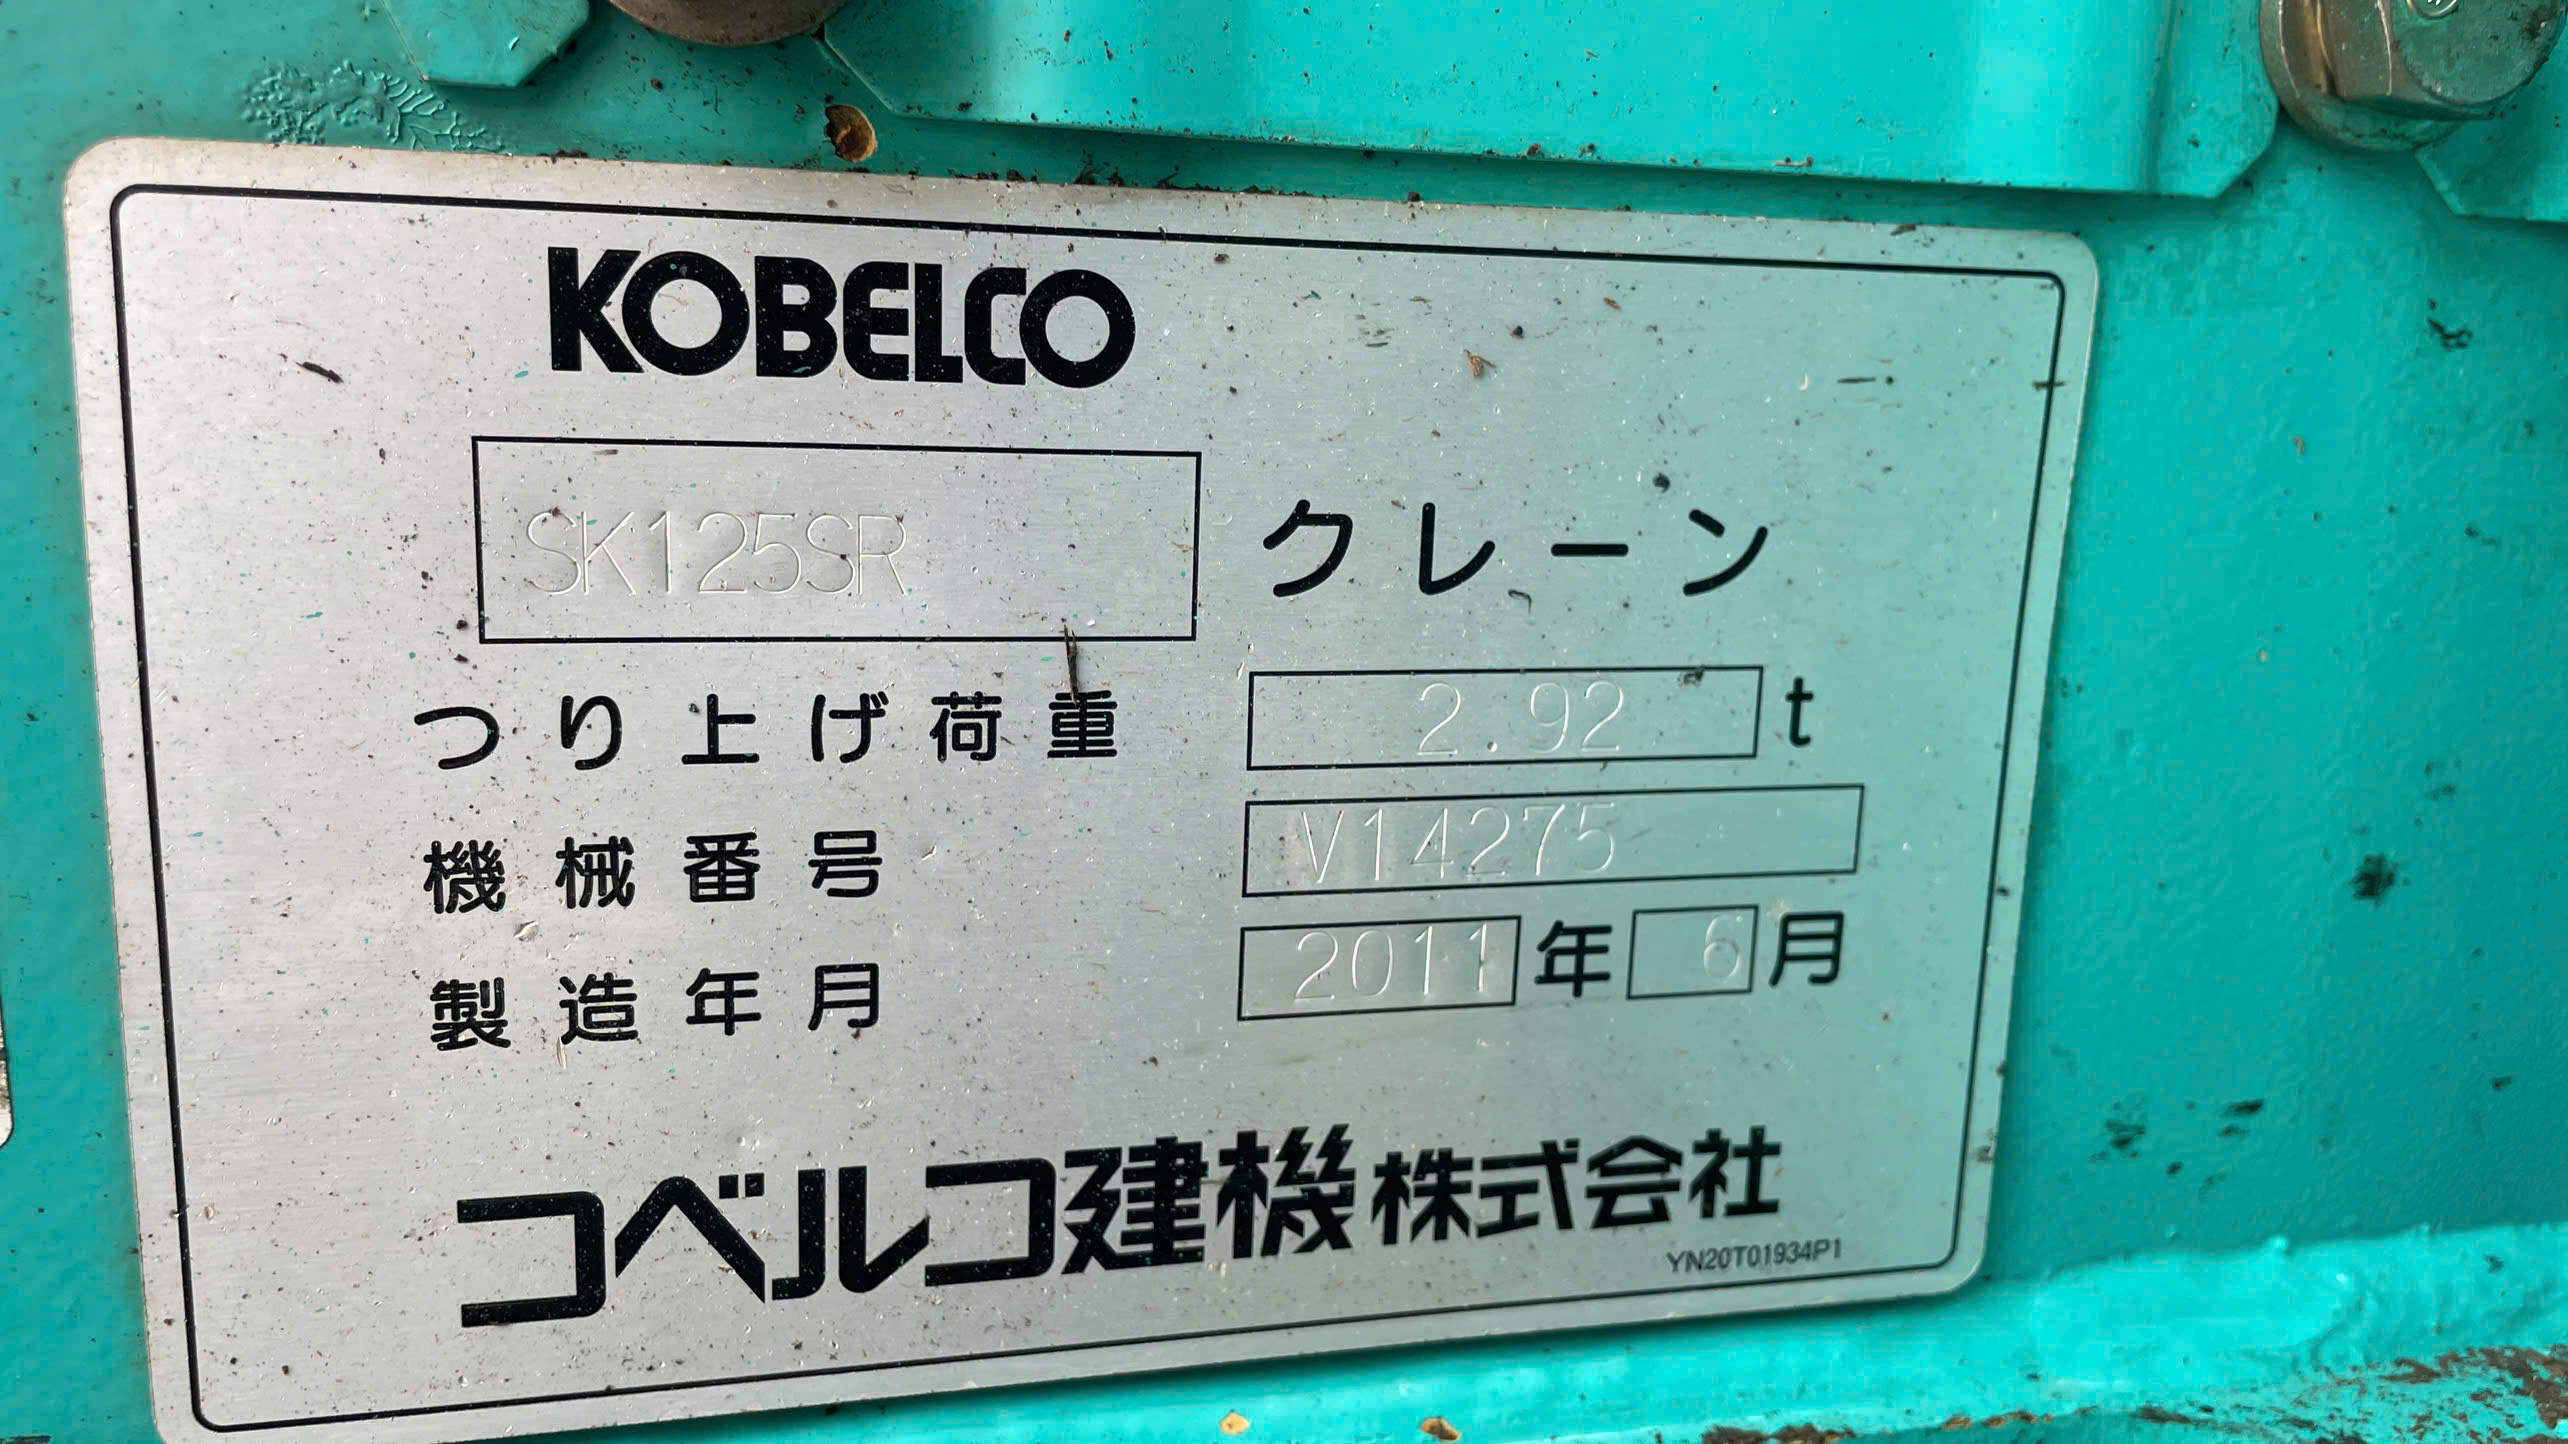 KOBELCO
SK125SR クレーン
つり上げ荷重 2.92 t
機械番号 V14275
製造年月 2011 年 6 月
コベルコ建機株式会社
YN20T01934P1